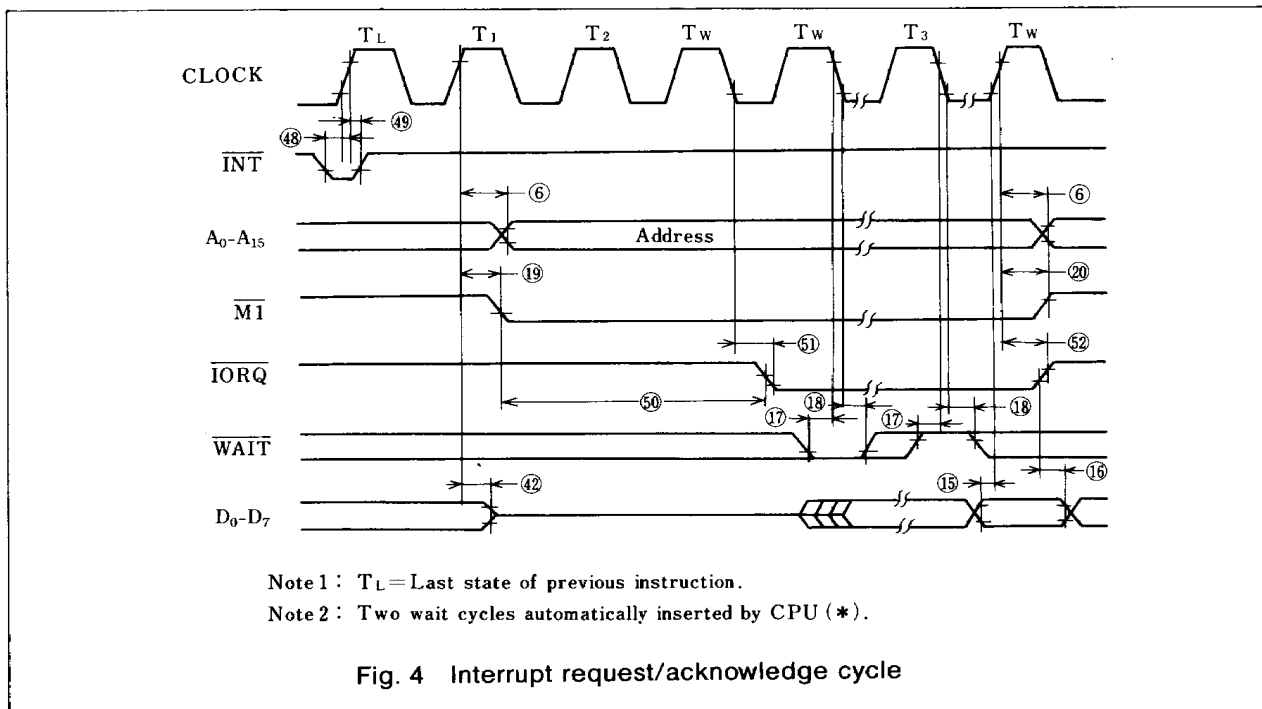 TL T1 T2 TW TW T3 TW
CLOCK
㊾
㊽
INT
⑥ ⑥
A0-A15 Address
⑲ ⑳
M1
51 52
IORQ
㊿ ⑱ ⑱
⑰ ⑰
WAIT
㊷ ⑮ ⑯
D0-D7
Note 1 : TL=Last state of previous instruction.
Note 2 : Two wait cycles automatically inserted by CPU (*).
Fig. 4 Interrupt request/acknowledge cycle